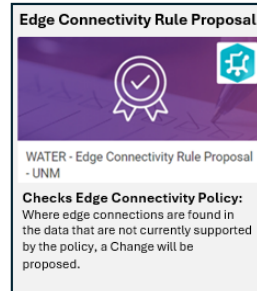 Edge Connectivity Rule Proposal
WATER - Edge Connectivity Rule Proposal
- UNM
Checks Edge Connectivity Policy:
Where edge connections are found in
the data that are not currently supported
by the policy, a Change will be
proposed.